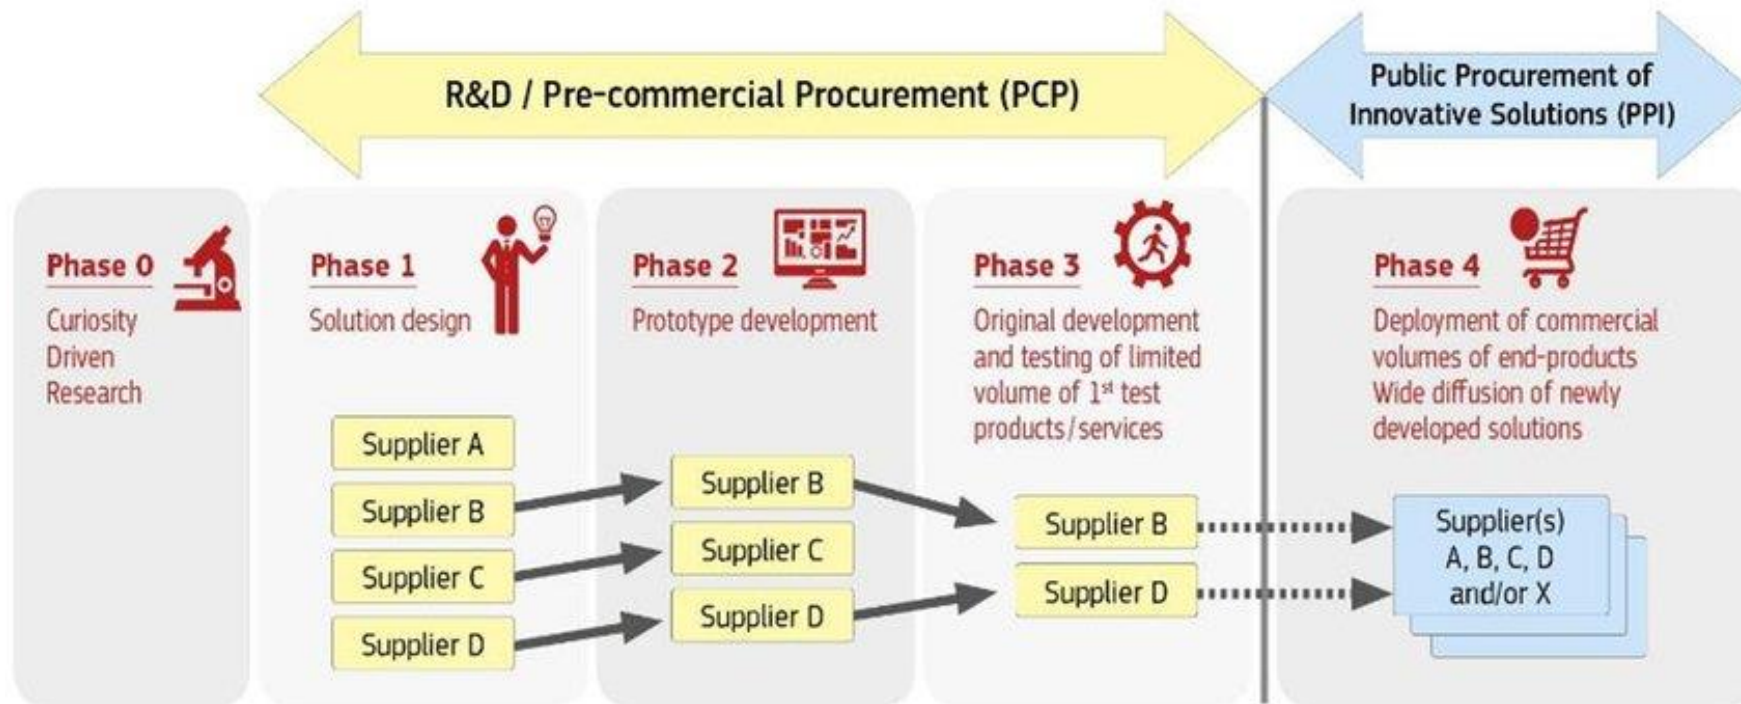 R&D / Pre-commercial Procurement (PCP)
Public Procurement of
Innovative Solutions (PPI)
Phase 0
Curiosity
Driven
Research
Phase 1
Solution design
Supplier A
Supplier B
Supplier C
Supplier D
Phase 2
Prototype development
Supplier B
Supplier C
Supplier D
Phase 3
Original development
and testing of limited
volume of 1st test
products/services
Supplier B
Supplier D
Phase 4
Deployment of commercial
volumes of end-products
Wide diffusion of newly
developed solutions
Supplier(s)
A, B, C, D
and/or X